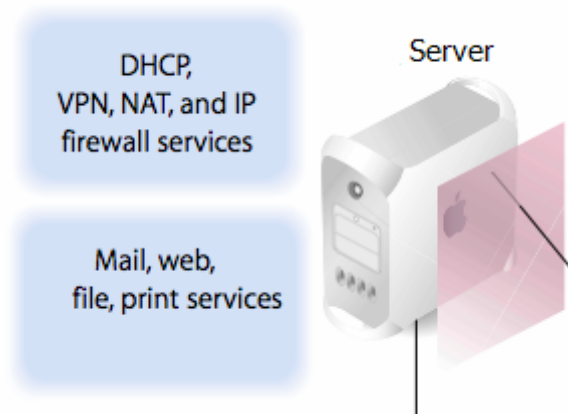 DHCP,
VPN, NAT, and IP
firewall services
Server
Mail, web,
file, print services